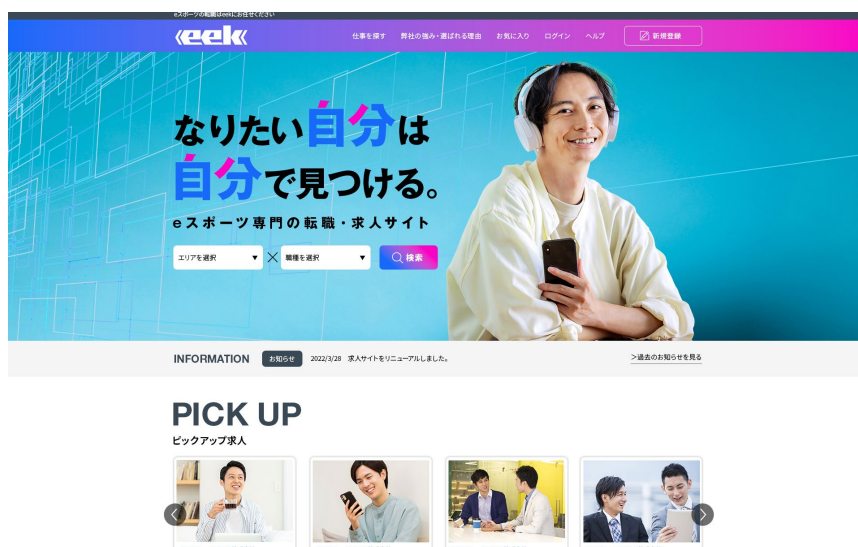 eスポーツの転職はeekにお任せください
eek
仕事を探す 弊社の強み・選ばれる理由 お気に入り ログイン ヘルプ 新規登録
なりたい自分は
自分で見つける。
eスポーツ専門の転職・求人サイト
エリアを選択 ▼ × 職種を選択 ▼ 検索
INFORMATION お知らせ 2022/3/28 求人サイトをリニューアルしました。 >過去のお知らせを見る
PICK UP
ピックアップ求人